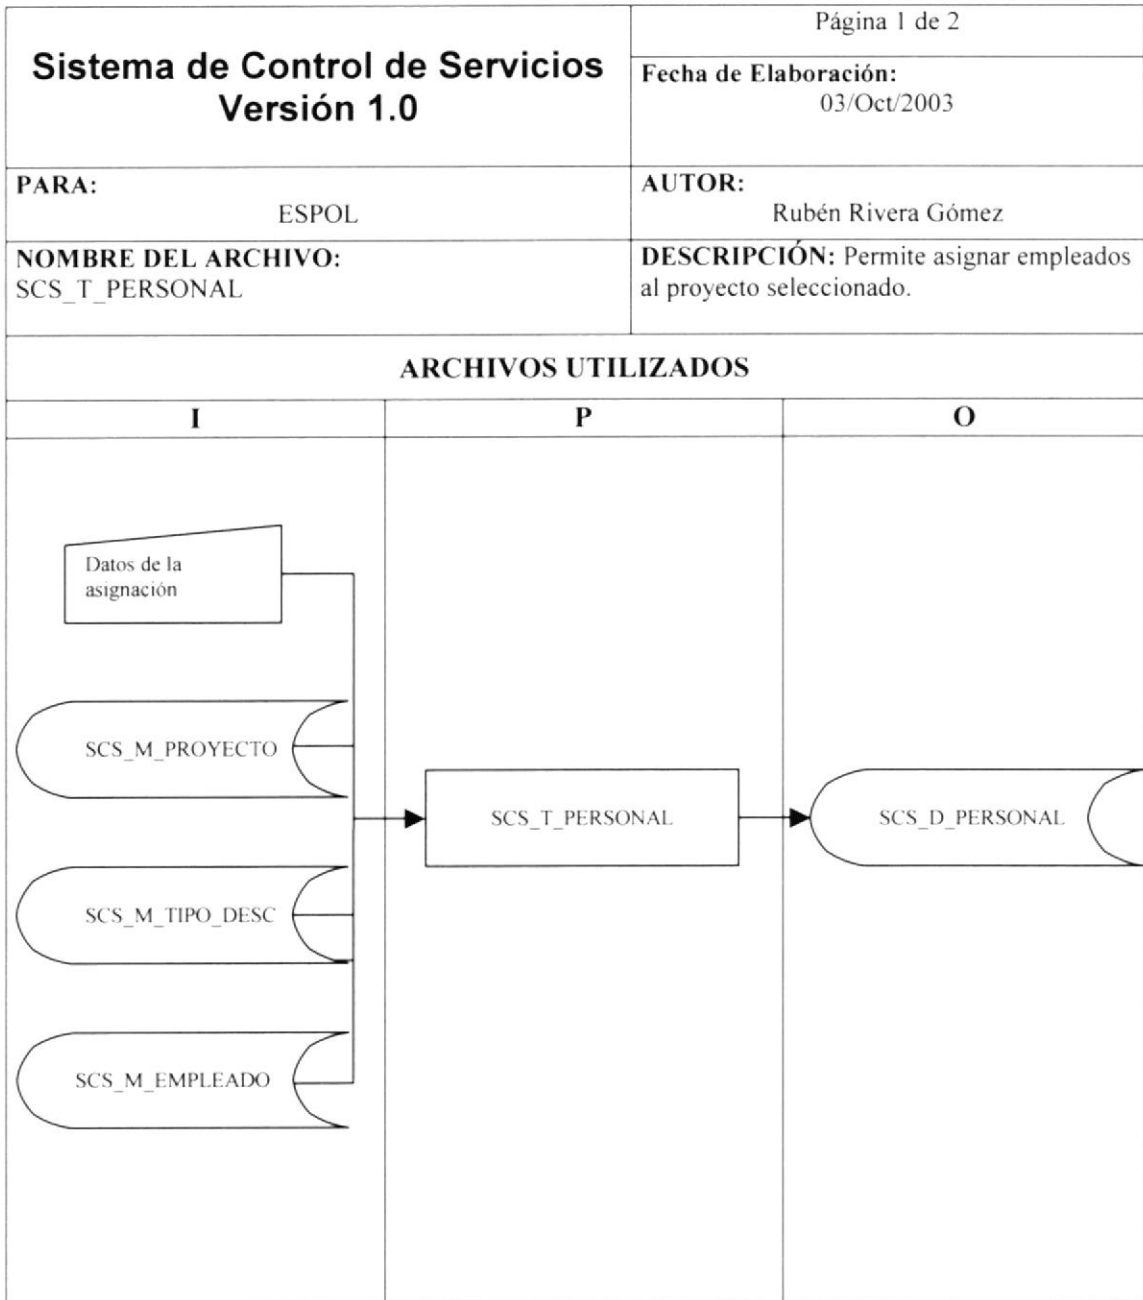 Sistema de Control de Servicios
Versión 1.0
Página 1 de 2
Fecha de Elaboración:
03/Oct/2003
PARA:
ESPOL
AUTOR:
Rubén Rivera Gómez
NOMBRE DEL ARCHIVO:
SCS_T_PERSONAL
DESCRIPCIÓN: Permite asignar empleados
al proyecto seleccionado.
ARCHIVOS UTILIZADOS
I
P
O
Datos de la
asignación
SCS_M_PROYECTO
SCS_T_PERSONAL
SCS_D_PERSONAL
SCS_M_TIPO_DESC
SCS_M_EMPLEADO